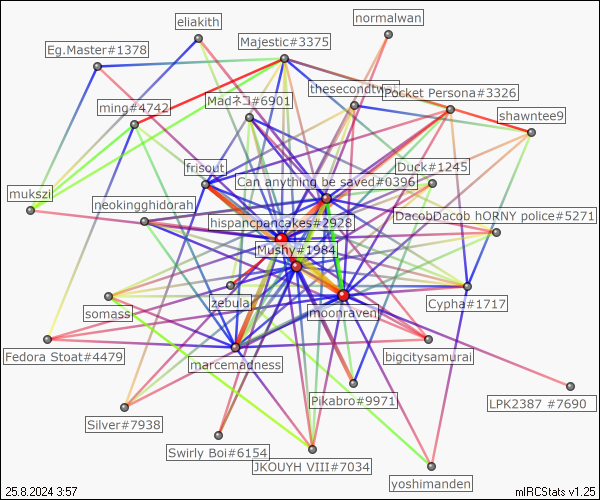 eliakith
normalwan
Eg.Master#1378
Majestic#3375
thesecondtw
Pocket Persona#3326
ming#4742
Madネコ#6901
shawntee9
frisout
Duck#1245
Can anything be saved#0396
mukszi
neokingghidorah
hispancpancakes#2928
DacobDacob hORNY police#5271
Mushy#1984
somass
zebula
moonraven
Cypha#1717
Fedora Stoat#4479
marcemadness
bigcitysamurai
Silver#7938
Pikabro#9971
LPK2387 #7690
Swirly Boi#6154
JKOUYH VIII#7034
yoshimanden
25.8.2024 3:57
mIRCStats v1.25